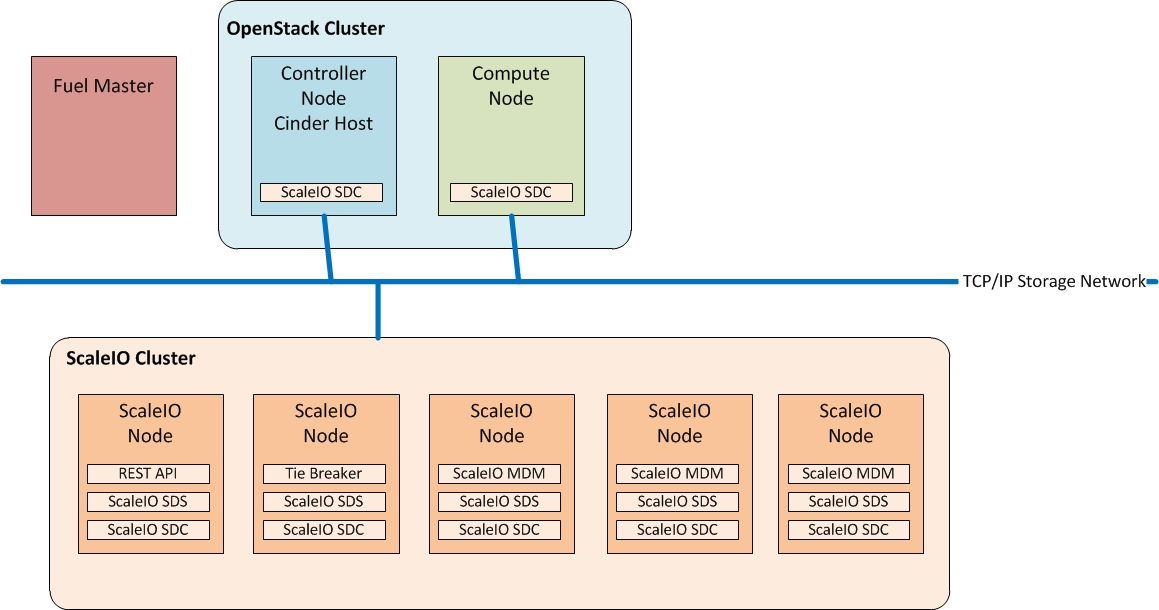 OpenStack Cluster
Fuel Master
Controller
Node
Cinder Host
ScaleIO SDC
Compute
Node
ScaleIO SDC
TCP/IP Storage Network
ScaleIO Cluster
ScaleIO
Node
REST API
ScaleIO SDS
ScaleIO SDC
ScaleIO
Node
Tie Breaker
ScaleIO SDS
ScaleIO SDC
ScaleIO
Node
ScaleIO MDM
ScaleIO SDS
ScaleIO SDC
ScaleIO
Node
ScaleIO MDM
ScaleIO SDS
ScaleIO SDC
ScaleIO
Node
ScaleIO MDM
ScaleIO SDS
ScaleIO SDC